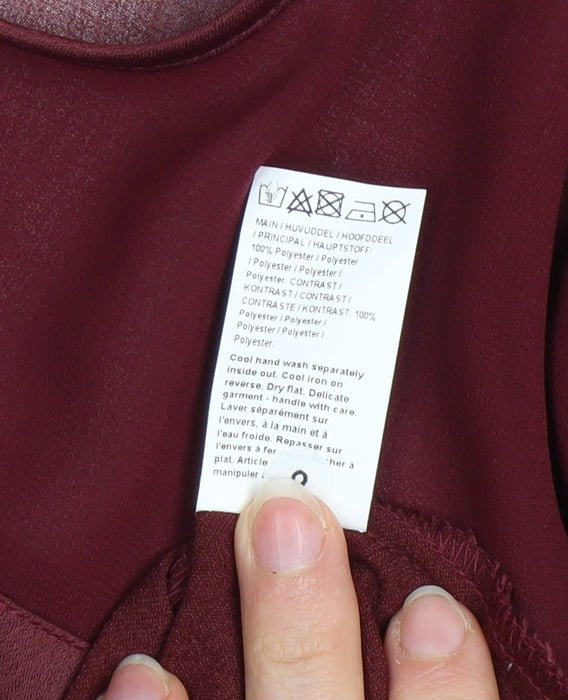 MAIN / HUVUDDEL / HOOFDDEEL
/ PRINCIPAL / HAUPTSTOFF:
100% Polyester / Polyester
/ Polyester / Polyester /
Polyester. CONTRAST /
KONTRAST / CONTRAST /
CONTRASTE / KONTRAST: 100%
Polyester / Polyester /
Polyester / Polyester /
Polyester.
Cool hand wash separately
inside out. Cool iron on
reverse. Dry flat. Delicate
garment - handle with care.
Laver séparément sur
l'envers, à la main et à
l'eau froide. Repasser sur
l'envers à fer à
plat. Article
manipuler